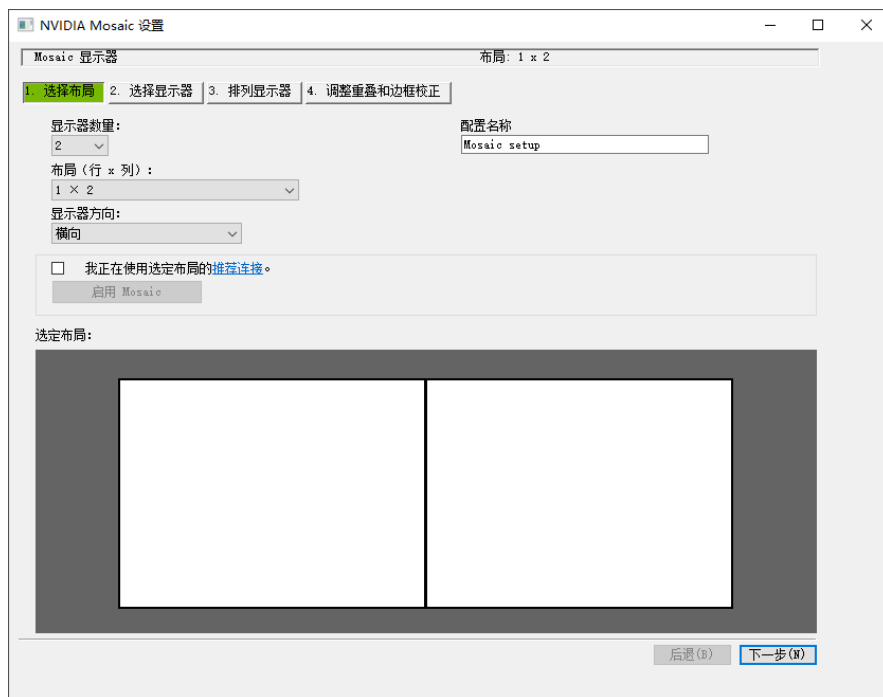 NVIDIA Mosaic 设置
Mosaic 显示器 布局: 1 x 2
1. 选择布局 2. 选择显示器 3. 排列显示器 4. 调整重叠和边框校正
显示器数量: 配置名称
2 Mosaic setup
布局（行 x 列）:
1 × 2
显示器方向:
横向
我正在使用选定布局的推荐连接。
启用 Mosaic
选定布局:
后退(B) 下一步(N)